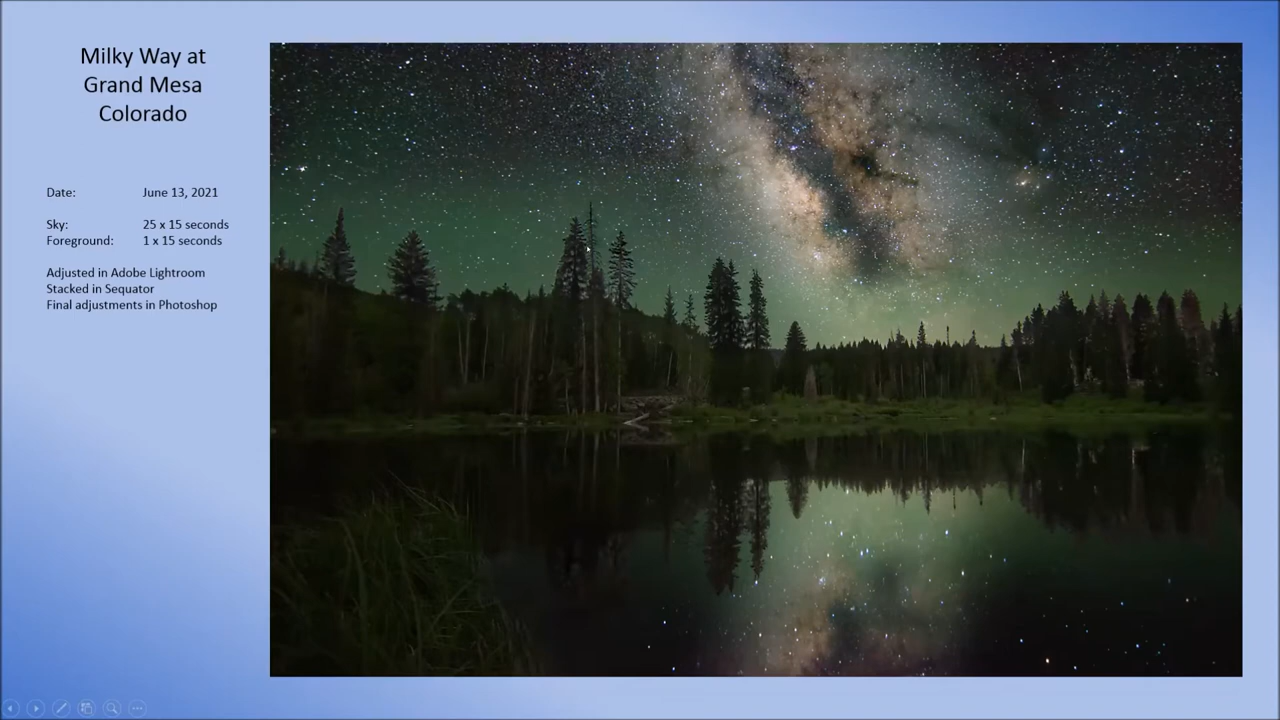 Milky Way at
Grand Mesa
Colorado
Date: June 13, 2021
Sky: 25 x 15 seconds
Foreground: 1 x 15 seconds
Adjusted in Adobe Lightroom
Stacked in Sequator
Final adjustments in Photoshop